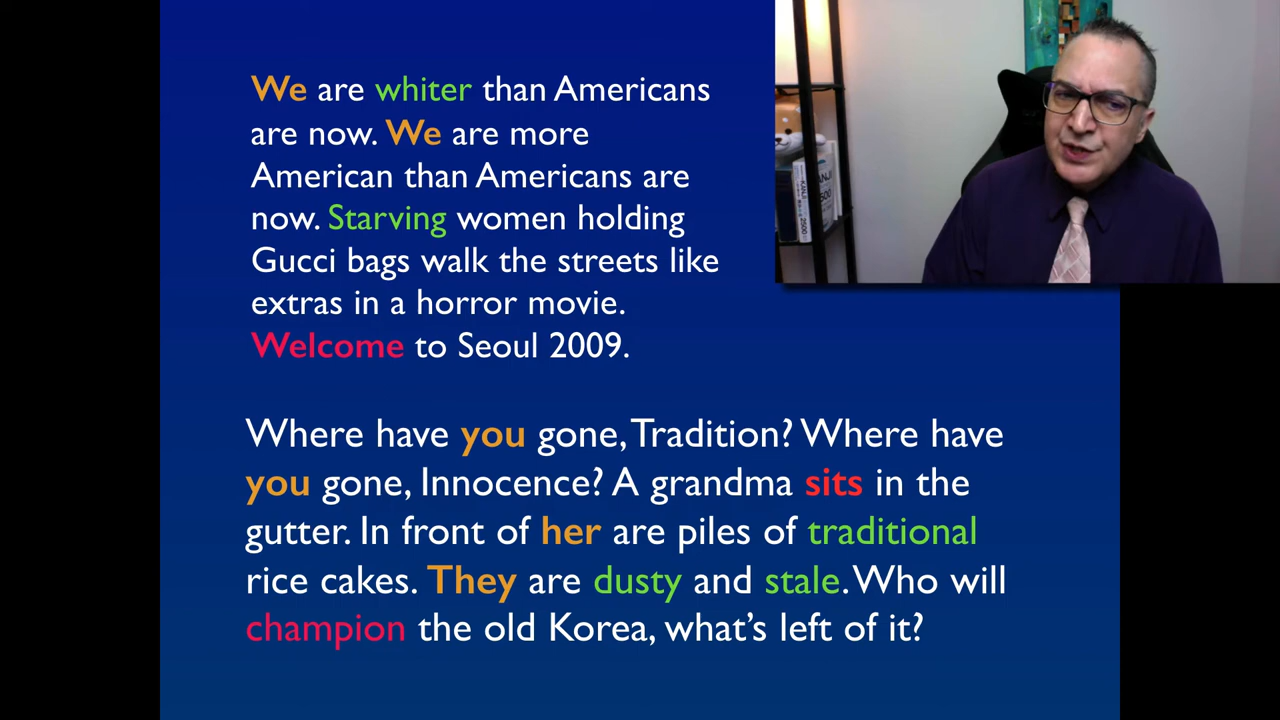 We are whiter than Americans
are now. We are more
American than Americans are
now. Starving women holding
Gucci bags walk the streets like
extras in a horror movie.
Welcome to Seoul 2009.
Where have you gone, Tradition? Where have
you gone, Innocence? A grandma sits in the
gutter. In front of her are piles of traditional
rice cakes. They are dusty and stale. Who will
champion the old Korea, what's left of it?